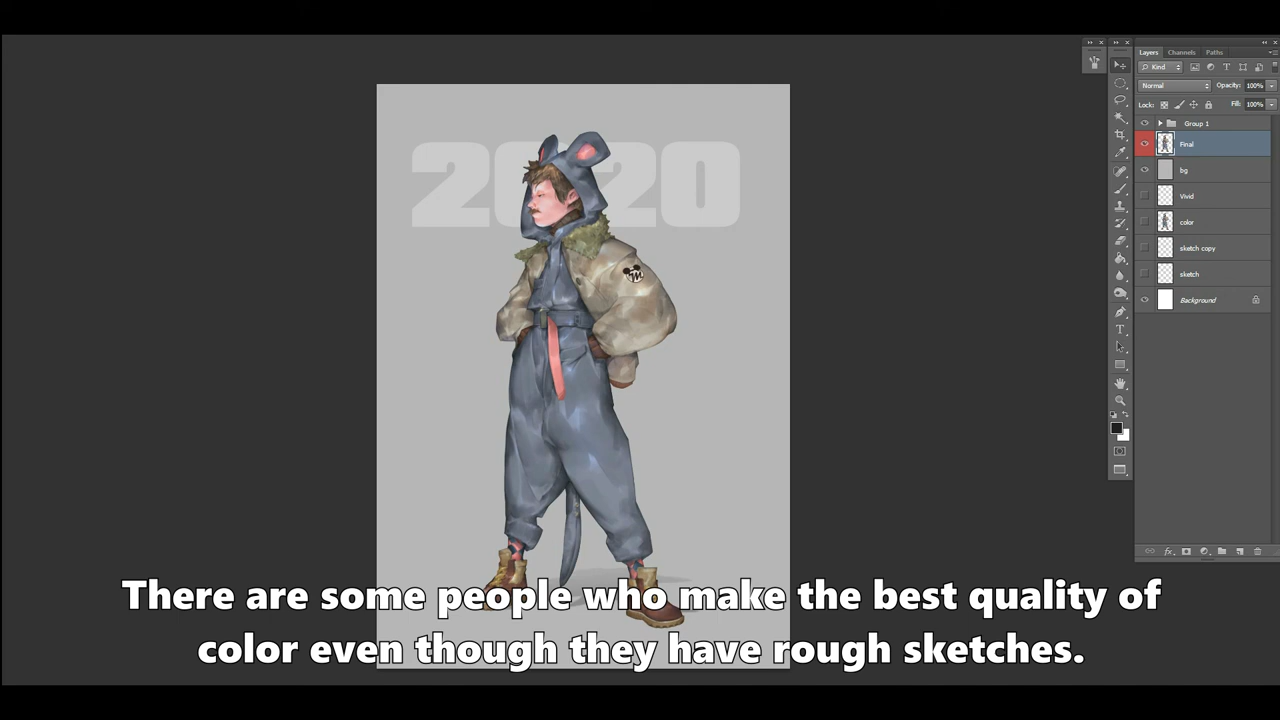 Layers Channels Paths
Kind
Normal Opacity: 100%
Lock: Fill: 100%
Group 1
Final
bg
Vivid
color
sketch copy
sketch
Background
2020
There are some people who make the best quality of
color even though they have rough sketches.